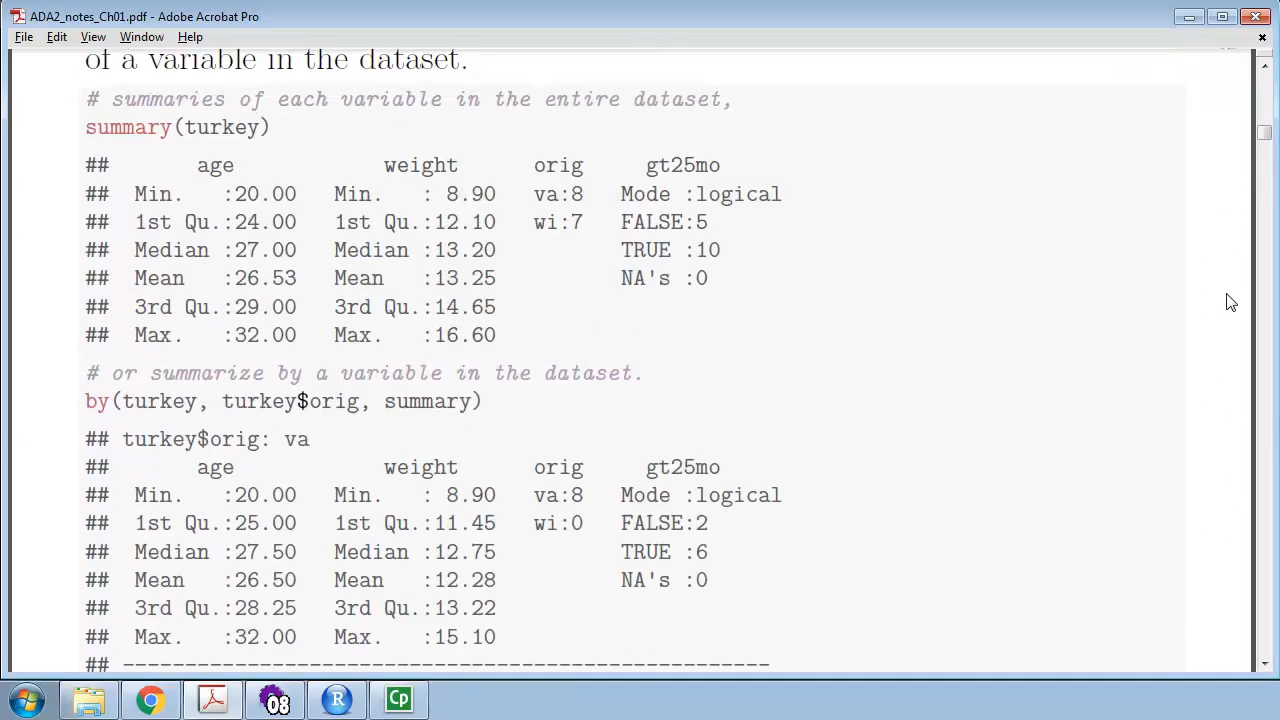 ADA2_notes_Ch01.pdf - Adobe Acrobat Pro
File Edit View Window Help
of a variable in the dataset.
# summaries of each variable in the entire dataset,
summary(turkey)
##       age            weight      orig     gt25mo
##  Min.   :20.00   Min.   : 8.90   va:8   Mode :logical
##  1st Qu.:24.00   1st Qu.:12.10   wi:7   FALSE:5
##  Median :27.00   Median :13.20          TRUE :10
##  Mean   :26.53   Mean   :13.25          NA's :0
##  3rd Qu.:29.00   3rd Qu.:14.65
##  Max.   :32.00   Max.   :16.60
# or summarize by a variable in the dataset.
by(turkey, turkey$orig, summary)
## turkey$orig: va
##       age            weight      orig     gt25mo
##  Min.   :20.00   Min.   : 8.90   va:8   Mode :logical
##  1st Qu.:25.00   1st Qu.:11.45   wi:0   FALSE:2
##  Median :27.50   Median :12.75          TRUE :6
##  Mean   :26.50   Mean   :12.28          NA's :0
##  3rd Qu.:28.25   3rd Qu.:13.22
##  Max.   :32.00   Max.   :15.10
## ----------------------------------------------------
08 R Cp